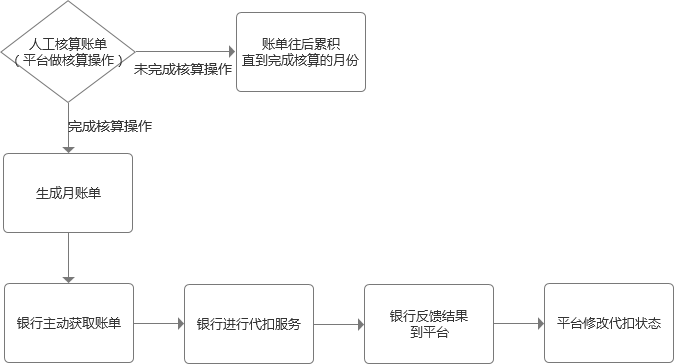 人工核算账单
（平台做核算操作）
未完成核算操作
账单往后累积
直到完成核算的月份
完成核算操作
生成月账单
银行主动获取账单
银行进行代扣服务
银行反馈结果
到平台
平台修改代扣状态